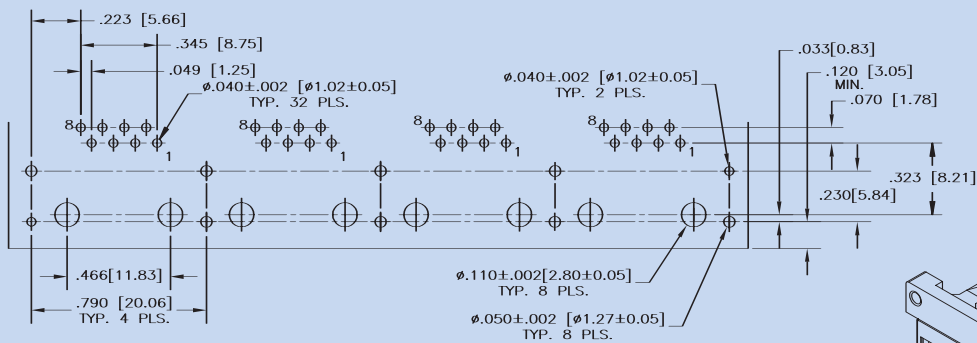 .223 [5.66]
.345 [8.75]
.049 [1.25]
ø.040±.002 [ø1.02±0.05]
TYP. 32 PLS.
ø.040±.002 [ø1.02±0.05]
TYP. 2 PLS.
.033(0.83)
.120 [3.05]
MIN.
.070 [1.78]
8
1
8
1
8
1
8
1
.323 [8.21]
.230[5.84]
.466[11.83]
.790 [20.06]
TYP. 4 PLS.
ø.110±.002[2.80±0.05]
TYP. 8 PLS.
ø.050±.002 [ø1.27±0.05]
TYP. 8 PLS.